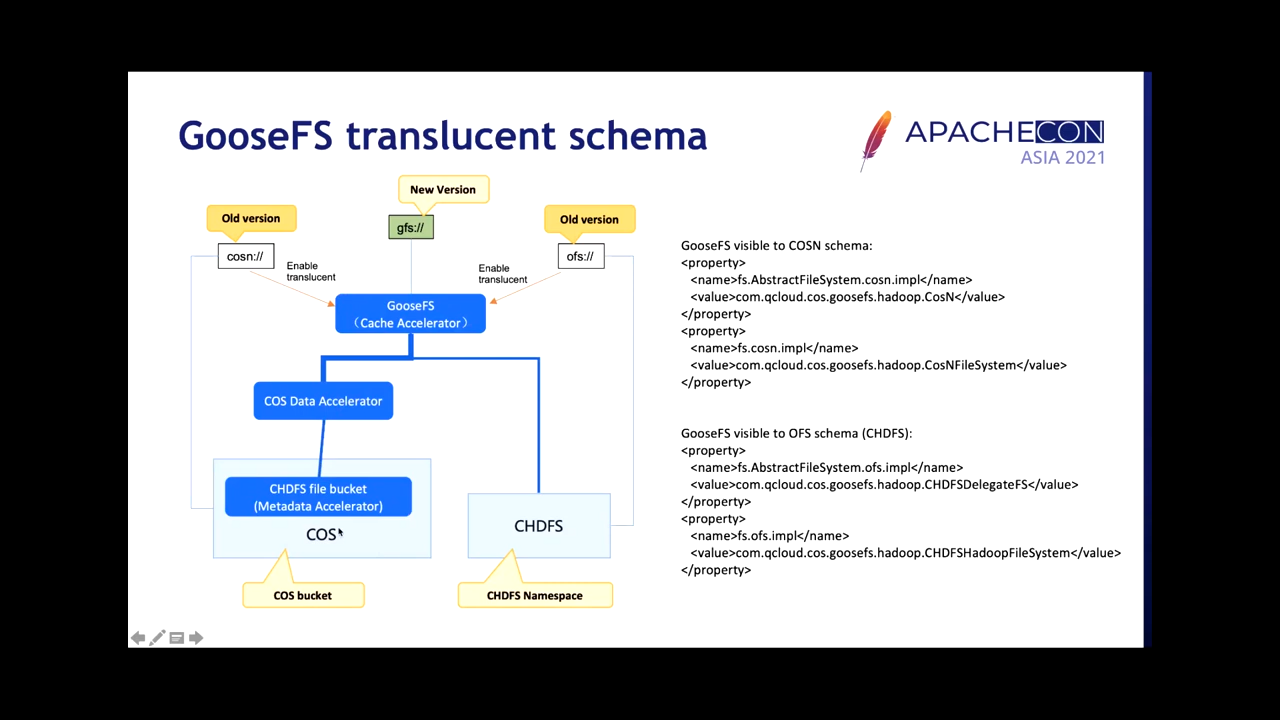 GooseFS translucent schema
APACHECON
ASIA 2021
New Version
Old version
gfs://
Old version
cosn://
ofs://
Enable
translucent
Enable
translucent
GooseFS
（Cache Accelerator）
COS Data Accelerator
CHDFS file bucket
(Metadata Accelerator)
COS
CHDFS
COS bucket
CHDFS Namespace
GooseFS visible to COSN schema:
<property>
<name>fs.AbstractFileSystem.cosn.impl</name>
<value>com.qcloud.cos.goosefs.hadoop.CosN</value>
</property>
<property>
<name>fs.cosn.impl</name>
<value>com.qcloud.cos.goosefs.hadoop.CosNFileSystem</value>
</property>
GooseFS visible to OFS schema (CHDFS):
<property>
<name>fs.AbstractFileSystem.ofs.impl</name>
<value>com.qcloud.cos.goosefs.hadoop.CHDFSDelegateFS</value>
</property>
<property>
<name>fs.ofs.impl</name>
<value>com.qcloud.cos.goosefs.hadoop.CHDFSHadoopFileSystem</value>
</property>